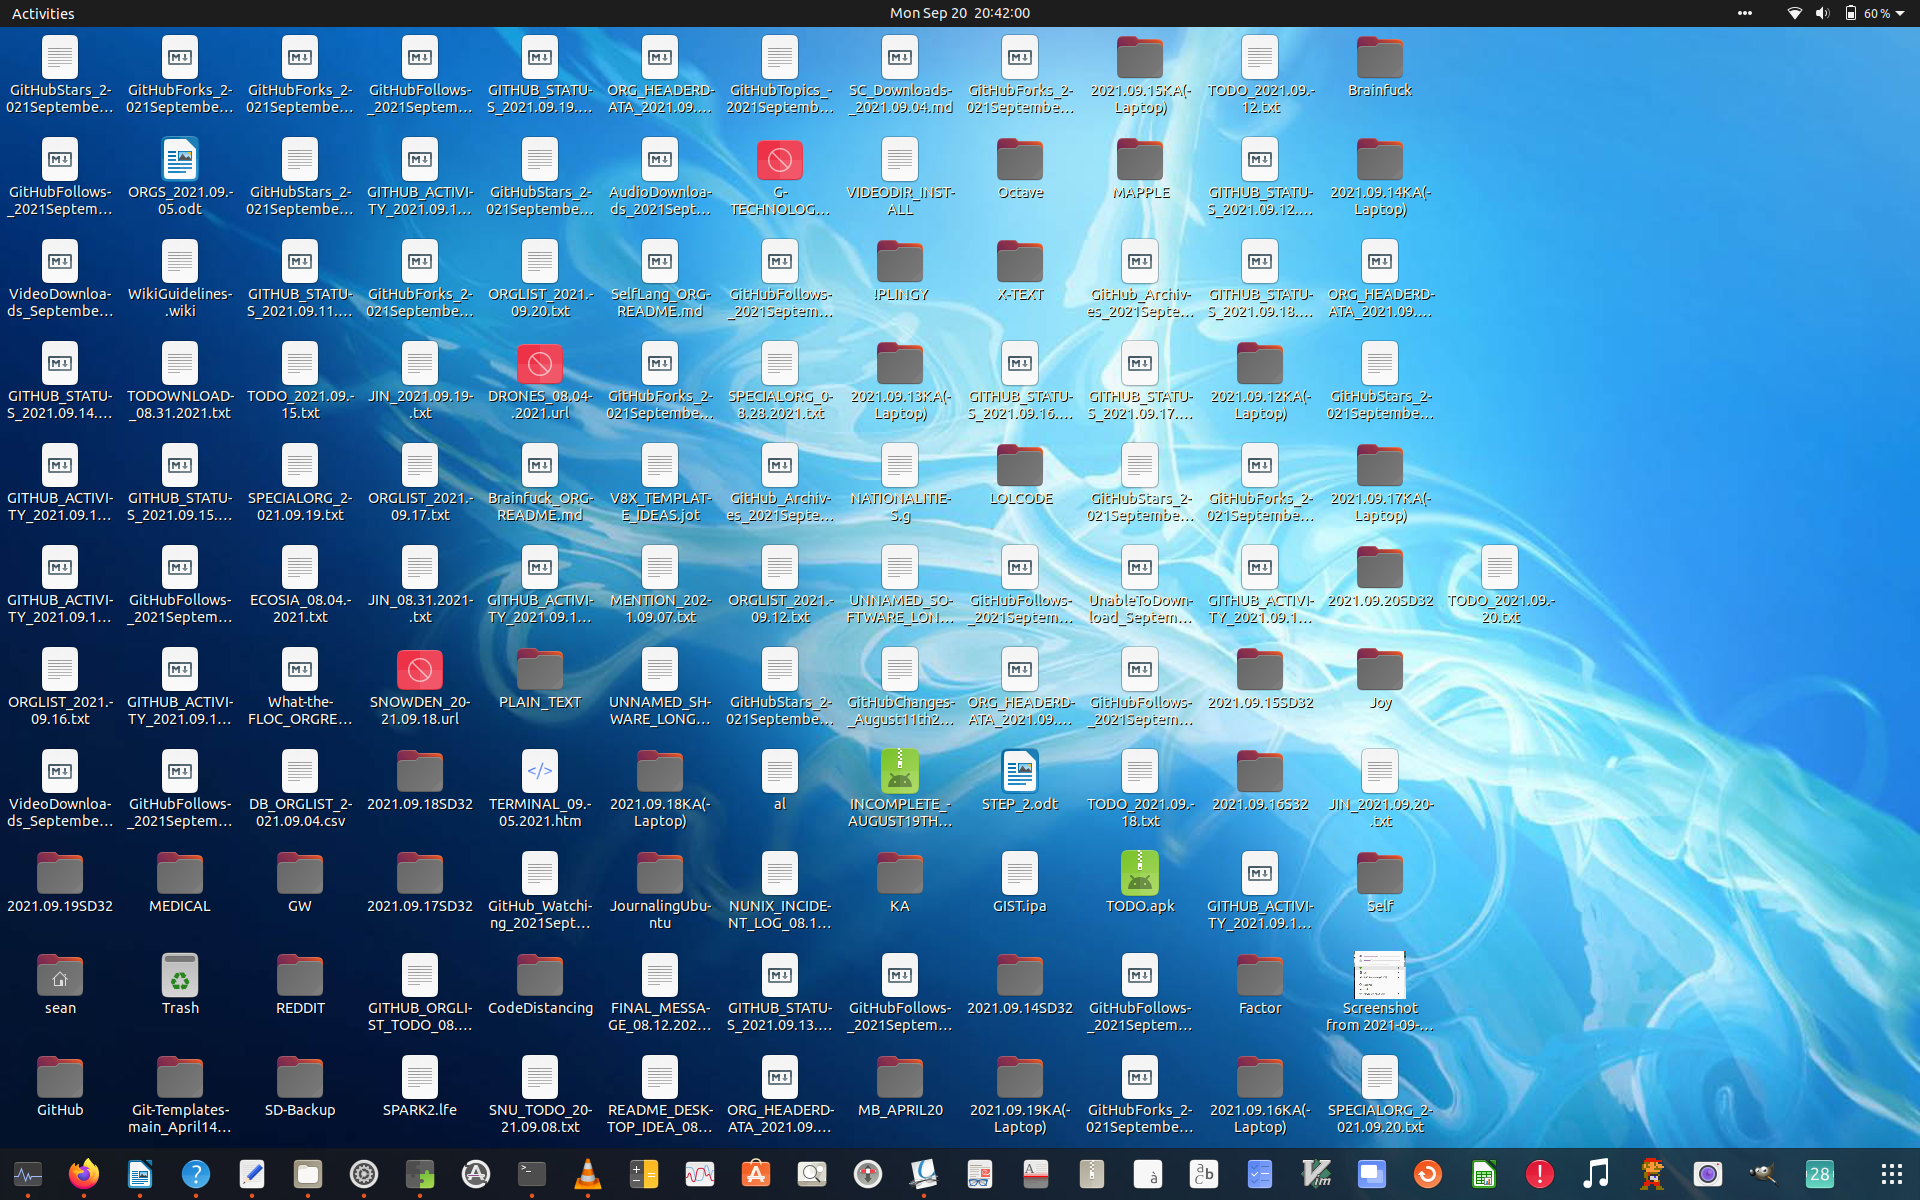 Activities
Mon Sep 20 20:42:00
60 %
GitHubStars_2-
021Septembe...
GitHubForks_2-
021Septembe...
GitHubForks_2-
021Septembe...
GitHubFollows-
_2021Septem...
GITHUB_STATU-
S_2021.09.19....
ORG_HEADERD-
ATA_2021.09....
GitHubTopics_-
2021Septemb...
SC_Downloads-
_2021.09.04.md
GitHubForks_2-
021Septembe...
2021.09.15KA(-
Laptop)
TODO_2021.09.-
12.txt
Brainfuck
GitHubFollows-
_2021Septem...
ORGS_2021.09.-
05.odt
GitHubStars_2-
021Septembe...
GITHUB_ACTIVI-
TY_2021.09.1...
GitHubStars_2-
021Septembe...
AudioDownloa-
ds_2021Sept...
G-
TECHNOLOG...
VIDEODIR_INST-
ALL
Octave
MAPPLE
GITHUB_STATU-
S_2021.09.12....
2021.09.14KA(-
Laptop)
VideoDownloa-
ds_Septembe...
WikiGuidelines-
.wiki
GITHUB_STATU-
S_2021.09.11....
GitHubForks_2-
021Septembe...
ORGLIST_2021.-
09.20.txt
SelfLang_ORG-
README.md
GitHubFollows-
_2021Septem...
!PLINGY
X-TEXT
GitHub_Archiv-
es_2021Septe...
GITHUB_STATU-
S_2021.09.18....
ORG_HEADERD-
ATA_2021.09....
GITHUB_STATU-
S_2021.09.14....
TODOWNLOAD-
_08.31.2021.txt
TODO_2021.09.-
15.txt
JIN_2021.09.19-
.txt
DRONES_08.04-
.2021.url
GitHubForks_2-
021Septembe...
SPECIALORG_0-
8.28.2021.txt
2021.09.13KA(-
Laptop)
GITHUB_STATU-
S_2021.09.16....
GITHUB_STATU-
S_2021.09.17....
2021.09.12KA(-
Laptop)
GitHubStars_2-
021Septembe...
GITHUB_ACTIVI-
TY_2021.09.1...
GITHUB_STATU-
S_2021.09.15....
SPECIALORG_2-
021.09.19.txt
ORGLIST_2021.-
09.17.txt
Brainfuck_ORG-
README.md
V8X_TEMPLAT-
E_IDEAS.jot
GitHub_Archiv-
es_2021Septe...
NATIONALITIE-
S.g
LOLCODE
GitHubStars_2-
021Septembe...
GitHubForks_2-
021Septembe...
2021.09.17KA(-
Laptop)
GITHUB_ACTIVI-
TY_2021.09.1...
GitHubFollows-
_2021Septem...
ECOSIA_08.04.-
2021.txt
JIN_08.31.2021-
.txt
GITHUB_ACTIVI-
TY_2021.09.1...
MENTION_202-
1.09.07.txt
ORGLIST_2021.-
09.12.txt
UNNAMED_SO-
FTWARE_LON...
GitHubFollows-
_2021Septem...
UnableToDown-
load_Septem...
GITHUB_ACTIVI-
TY_2021.09.1...
2021.09.20SD32
TODO_2021.09.-
20.txt
ORGLIST_2021.-
09.16.txt
GITHUB_ACTIVI-
TY_2021.09.1...
What-the-
FLOC_ORGRE...
SNOWDEN_20-
21.09.18.url
PLAIN_TEXT
UNNAMED_SH-
WARE_LONG...
GitHubStars_2-
021Septembe...
GitHubChanges-
_August11th2...
ORG_HEADERD-
ATA_2021.09....
GitHubFollows-
_2021Septem...
2021.09.15SD32
Joy
VideoDownloa-
ds_Septembe...
GitHubFollows-
_2021Septem...
DB_ORGLIST_2-
021.09.04.csv
2021.09.18SD32
TERMINAL_09.-
05.2021.htm
2021.09.18KA(-
Laptop)
al
INCOMPLETE_-
AUGUST19TH...
STEP_2.odt
TODO_2021.09.-
18.txt
2021.09.16S32
JIN_2021.09.20-
.txt
2021.09.19SD32
MEDICAL
GW
2021.09.17SD32
GitHub_Watchi-
ng_2021Sept...
JournalingUbu-
ntu
NUNIX_INCIDE-
NT_LOG_08.1...
KA
GIST.ipa
TODO.apk
GITHUB_ACTIVI-
TY_2021.09.1...
Self
sean
Trash
REDDIT
GITHUB_ORGLI-
ST_TODO_08....
CodeDistancing
FINAL_MESSA-
GE_08.12.202...
GITHUB_STATU-
S_2021.09.13....
GitHubFollows-
_2021Septem...
2021.09.14SD32
GitHubFollows-
_2021Septem...
Factor
Screenshot
from 2021-09-...
GitHub
Git-Templates-
main_April14...
SD-Backup
SPARK2.lfe
SNU_TODO_20-
21.09.08.txt
README_DESK-
TOP_IDEA_08...
ORG_HEADERD-
ATA_2021.09....
MB_APRIL20
2021.09.19KA(-
Laptop)
GitHubForks_2-
021Septembe...
2021.09.16KA(-
Laptop)
SPECIALORG_2-
021.09.20.txt
28